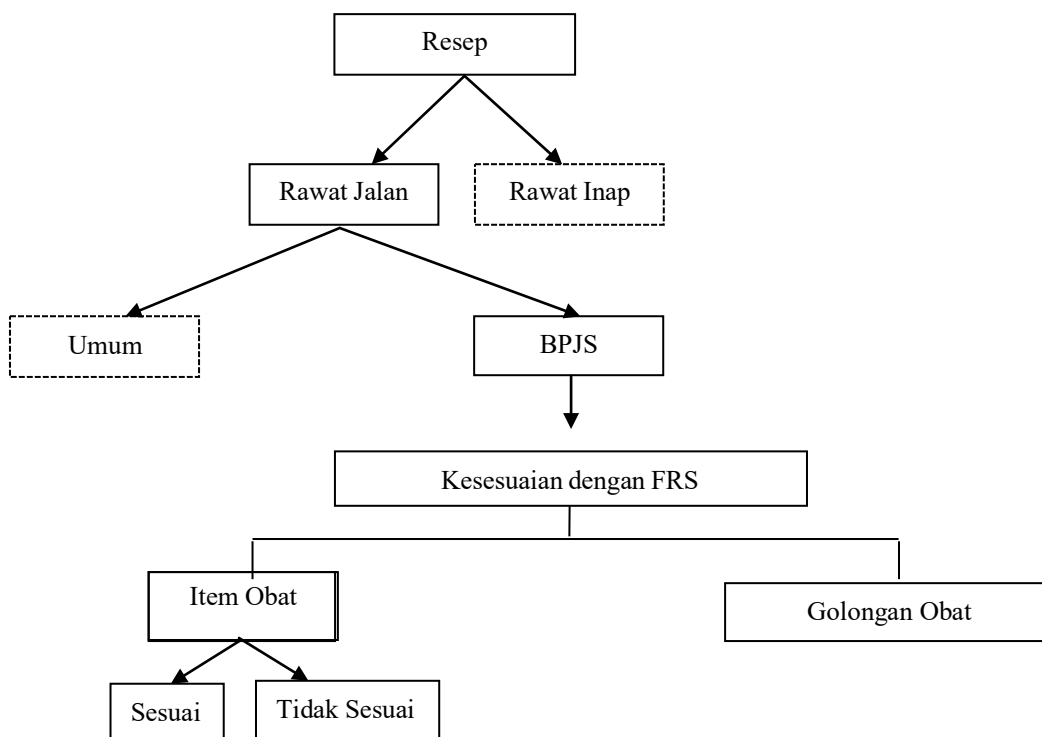 Resep
Rawat Jalan
Rawat Inap
Umum
BPJS
Kesesuaian dengan FRS
Item Obat
Golongan Obat
Sesuai
Tidak Sesuai